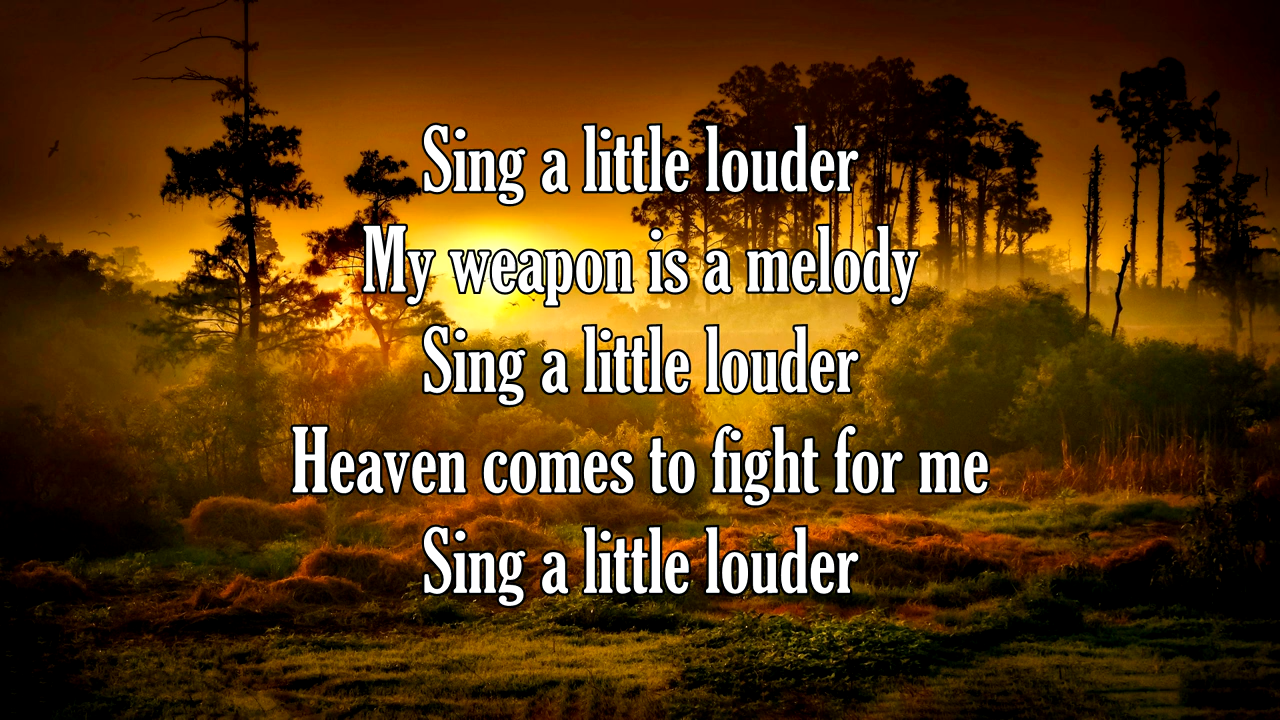 Sing a little louder
My weapon is a melody
Sing a little louder
Heaven comes to fight for me
Sing a little louder